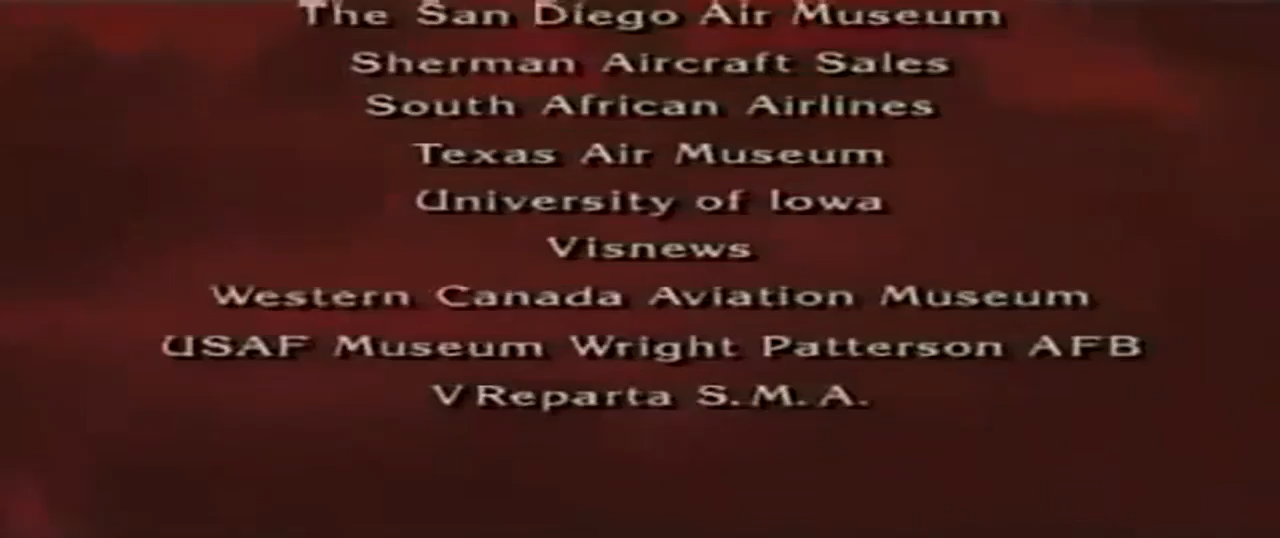 The San Diego Air Museum
Sherman Aircraft Sales
South African Airlines
Texas Air Museum
University of Iowa
Visnews
Western Canada Aviation Museum
USAF Museum Wright Patterson AFB
V Reparta S.M.A.